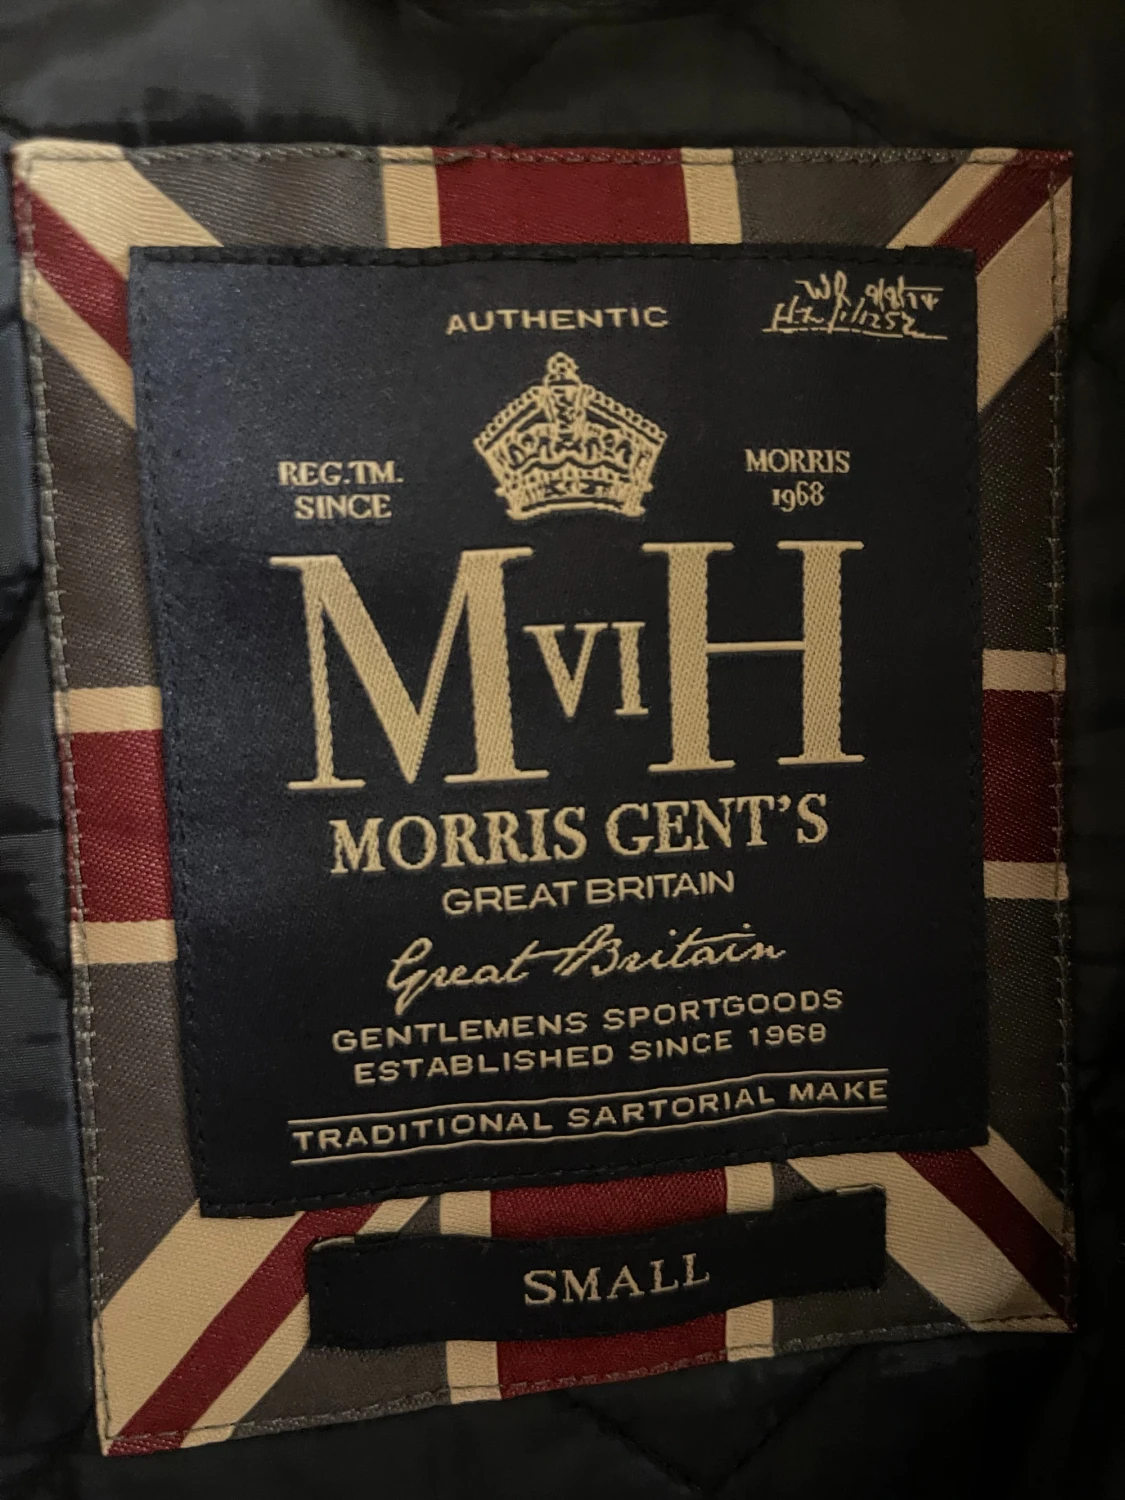 AUTHENTIC
REG.TM.
SINCE
MORRIS
1968
MVIH
MORRIS GENT'S
GREAT BRITAIN
Great Britain
GENTLEMENS SPORTGOODS
ESTABLISHED SINCE 1968
TRADITIONAL SARTORIAL MAKE
SMALL